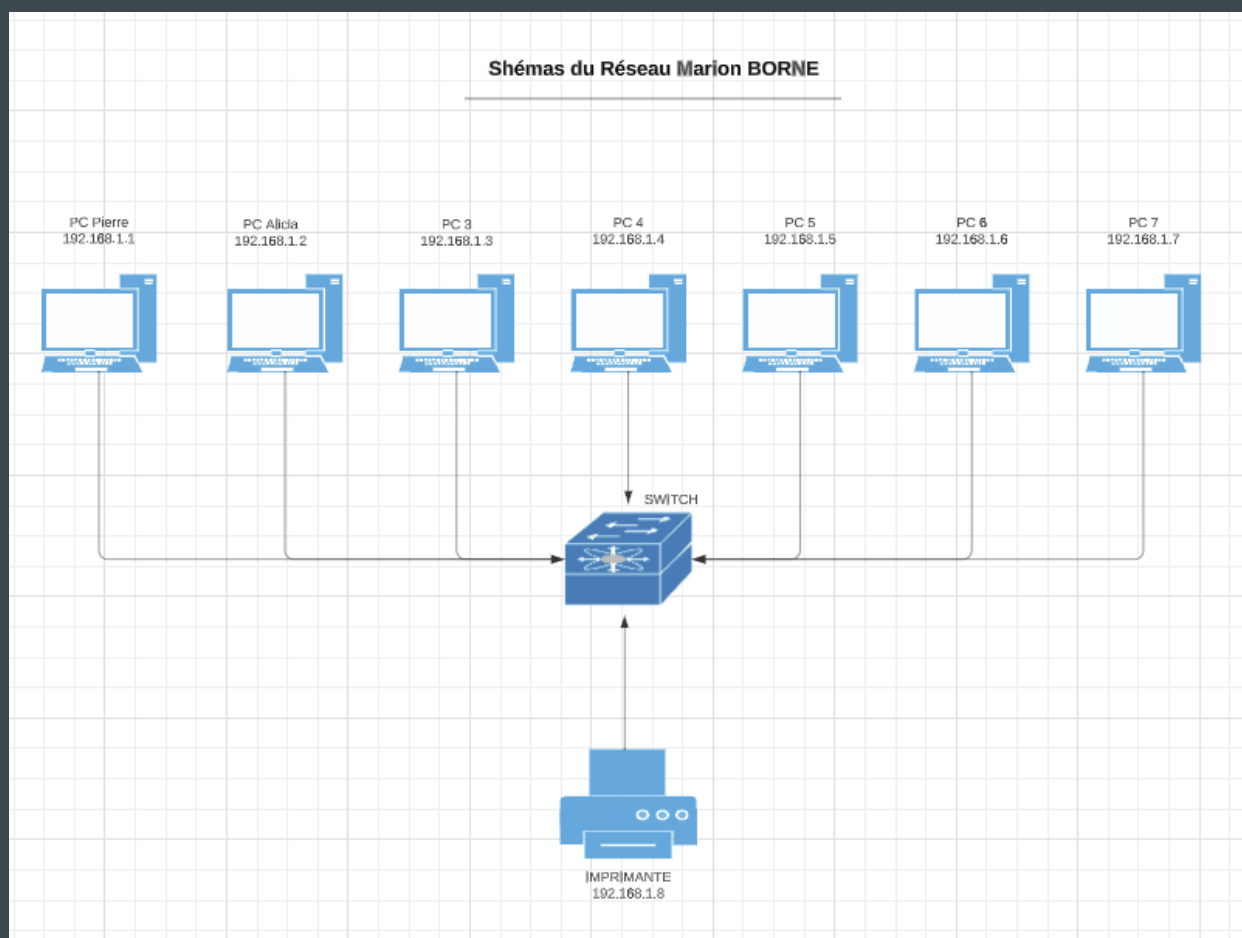 Shémas du Réseau Marion BORNE
PC Pierre
192.168.1.1
PC Alicia
192.168.1.2
PC 3
192.168.1.3
PC 4
192.168.1.4
PC 5
192.168.1.5
PC 6
192.168.1.6
PC 7
192.168.1.7
SWITCH
IMPRIMANTE
192.168.1.8